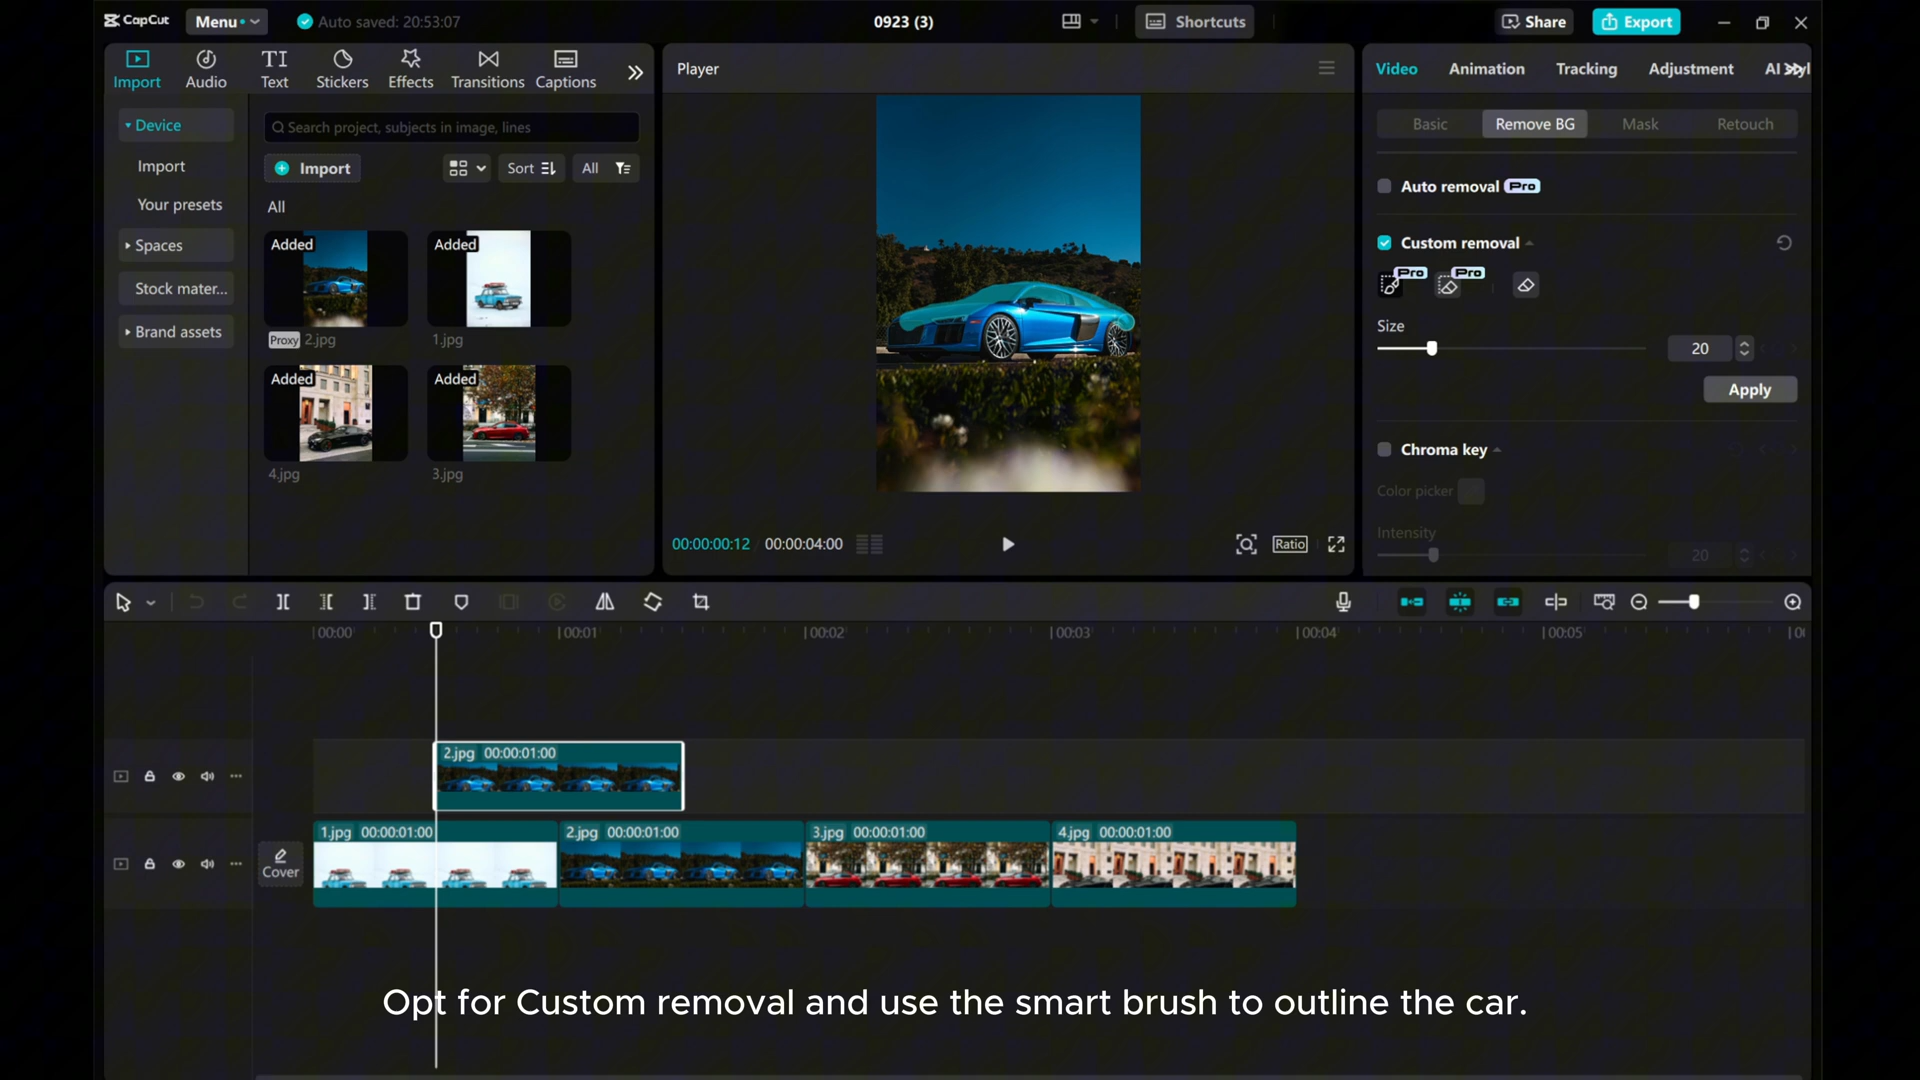 CapCut
Menu
Auto saved: 20:53:07
0923 (3)
Shortcuts
Share
Export
Import
Audio
Text
Stickers
Effects
Transitions
Captions
Player
Video
Animation
Tracking
Adjustment
Device
Import
Your presets
Spaces
Stock mater...
Brand assets
Search project, subjects in image, lines
Import
Sort
All
All
Added
Added
Proxy 2.jpg
1.jpg
Added
Added
4.jpg
3.jpg
00:00:00:12
00:00:04:00
Ratio
Basic
Remove BG
Mask
Retouch
Auto removal Pro
Custom removal
Pro
Pro
Size
20
Apply
Chroma key
Color picker
Intensity
20
00:00
00:01
00:02
00:03
00:04
00:05
2.jpg 00:00:01:00
Cover
1.jpg 00:00:01:00
2.jpg 00:00:01:00
3.jpg 00:00:01:00
4.jpg 00:00:01:00
Opt for Custom removal and use the smart brush to outline the car.